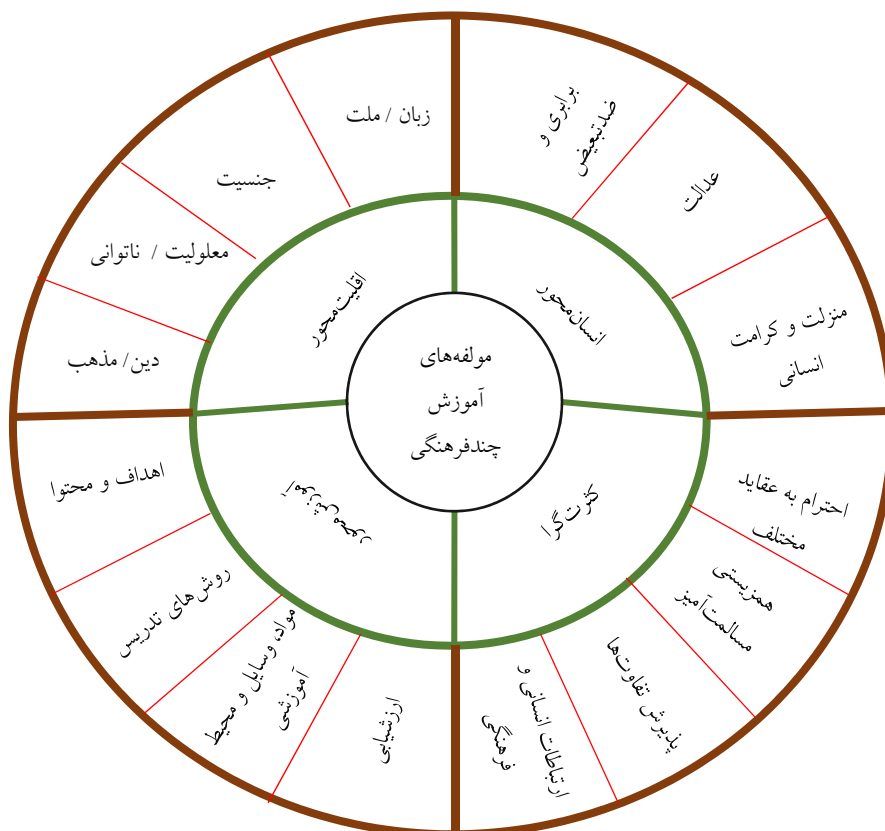 مولفه‌های
آموزش
چندفرهنگی
انسان‌محور
برابری و
ضدتبعیض
عدالت
منزلت و کرامت
انسانی
کثرت‌گرا
احترام به عقاید
مختلف
همزیستی
مسالمت‌آمیز
پذیرش تفاوت‌ها
ارتباطات انسانی و
فرهنگی
آموزش‌محور
ارزشیابی
مواد، وسایل و محیط
آموزشی
روش‌های تدریس
اهداف و محتوا
اقلیت‌محور
دین/ مذهب
معلولیت / ناتوانی
جنسیت
زبان / ملت